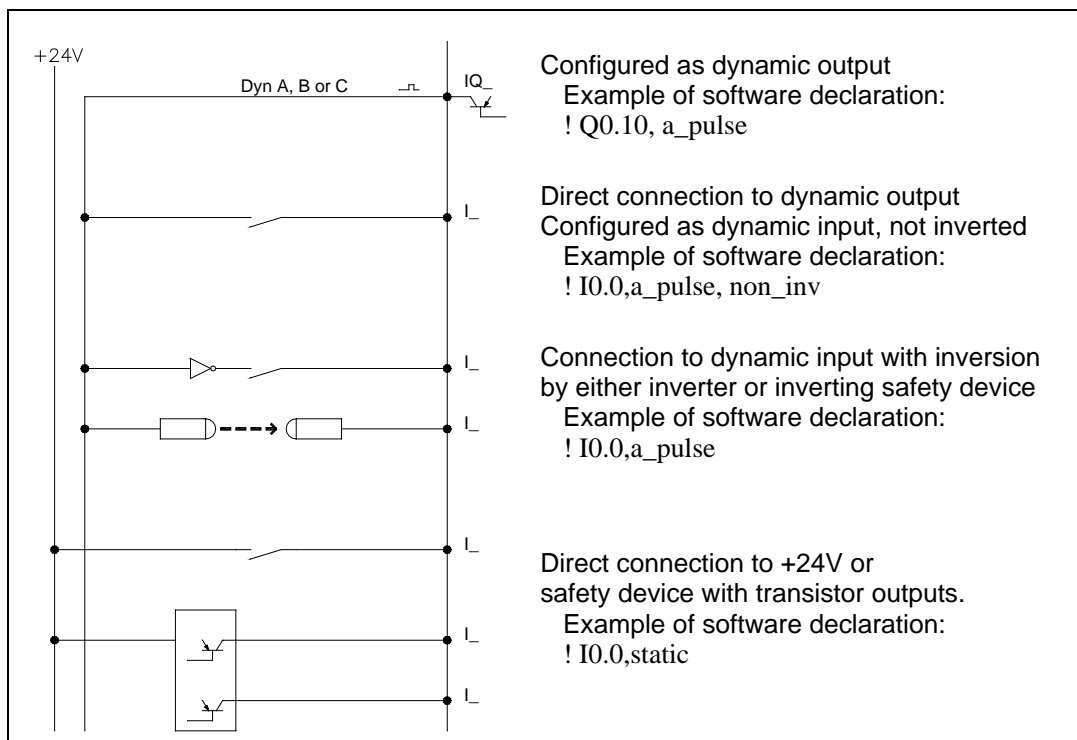 +24V
Dyn A, B or C
IQ_
Configured as dynamic output
Example of software declaration:
! Q0.10, a_pulse
I_
Direct connection to dynamic output
Configured as dynamic input, not inverted
Example of software declaration:
! I0.0,a_pulse, non_inv
I_
I_
Connection to dynamic input with inversion
by either inverter or inverting safety device
Example of software declaration:
! I0.0,a_pulse
I_
I_
I_
Direct connection to +24V or
safety device with transistor outputs.
Example of software declaration:
! I0.0,static